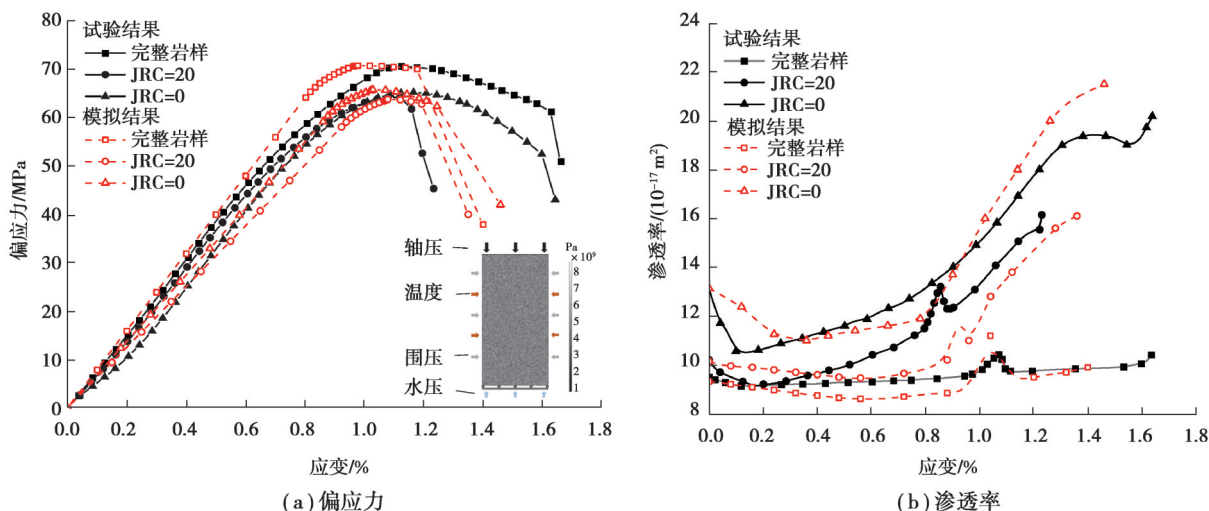 80
70
60
50
40
30
20
10
0
偏应力/MPa
试验结果
完整岩样
JRC=20
JRC=0
模拟结果
完整岩样
JRC=20
JRC=0
轴压
温度
围压
水压
Pa
×10⁹
8
7
6
5
4
3
2
1
0.0 0.2 0.4 0.6 0.8 1.0 1.2 1.4 1.6 1.8
应变/%
(a)偏应力
24
22
20
18
16
14
12
10
8
渗透率/(10⁻¹⁷m²)
试验结果
完整岩样
JRC=20
JRC=0
模拟结果
完整岩样
JRC=20
JRC=0
0.0 0.2 0.4 0.6 0.8 1.0 1.2 1.4 1.6 1.8
应变/%
(b)渗透率